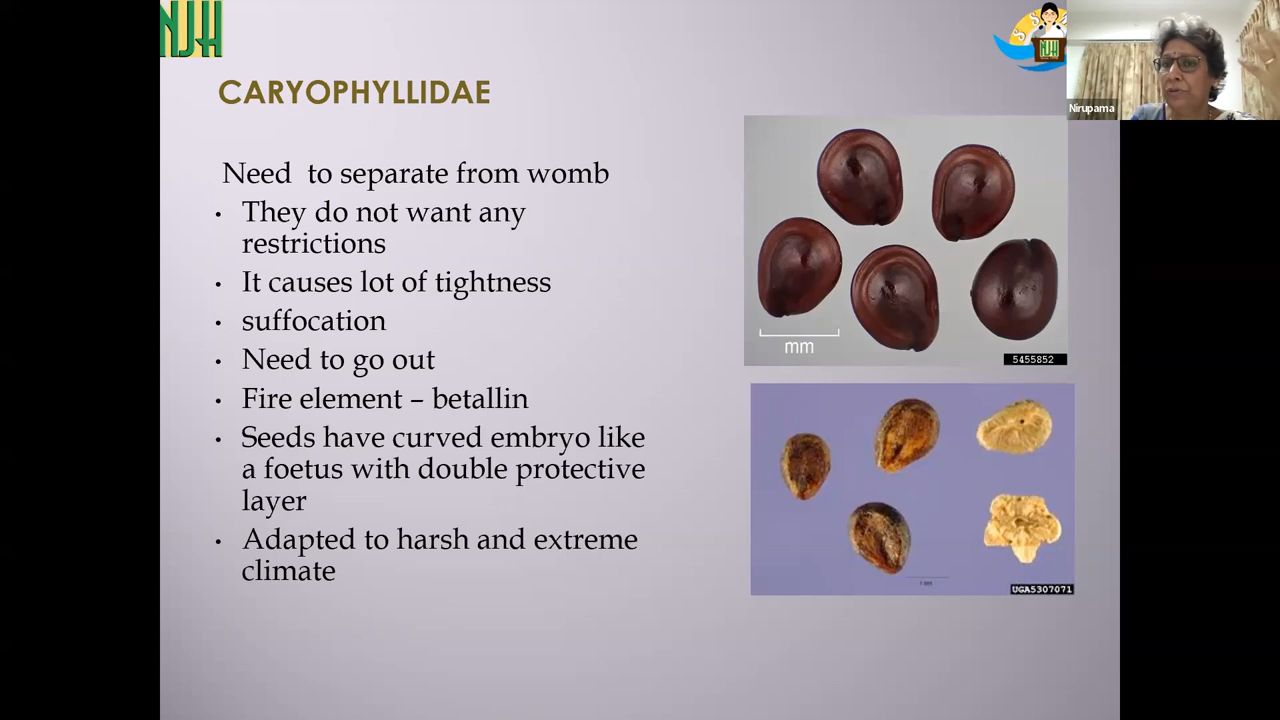 NJH
S S
NJH
Nirupama
CARYOPHYLLIDAE
Need  to separate from womb
• They do not want any
restrictions
• It causes lot of tightness
• suffocation
• Need to go out
• Fire element – betallin
• Seeds have curved embryo like
a foetus with double protective
layer
• Adapted to harsh and extreme
climate
mm
5455852
UGA5307071